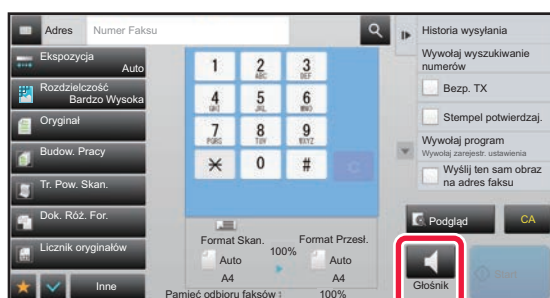 Adres
Numer Faksu
Ekspozycja
Auto
Rozdzielczość
Bardzo Wysoka
Oryginał
Budow. Pracy
Tr. Pow. Skan.
Dok. Róż. For.
Licznik oryginałów
Inne
1
2
ABC
3
DEF
4
GHI
5
JKL
6
MNO
7
PQRS
8
TUV
9
WXYZ
0
#
C
Format Skan.
100%
Format Przesł.
Auto
A4
Auto
A4
Pamięć odbioru faksów :
100%
Historia wysyłania
Wywołaj wyszukiwanie
numerów
Bezp. TX
Stempel potwierdzaj.
Wywołaj program
Wywołaj zarejestr. ustawienia
Wyślij ten sam obraz
na adres faksu
Podgląd
CA
Głośnik
Start